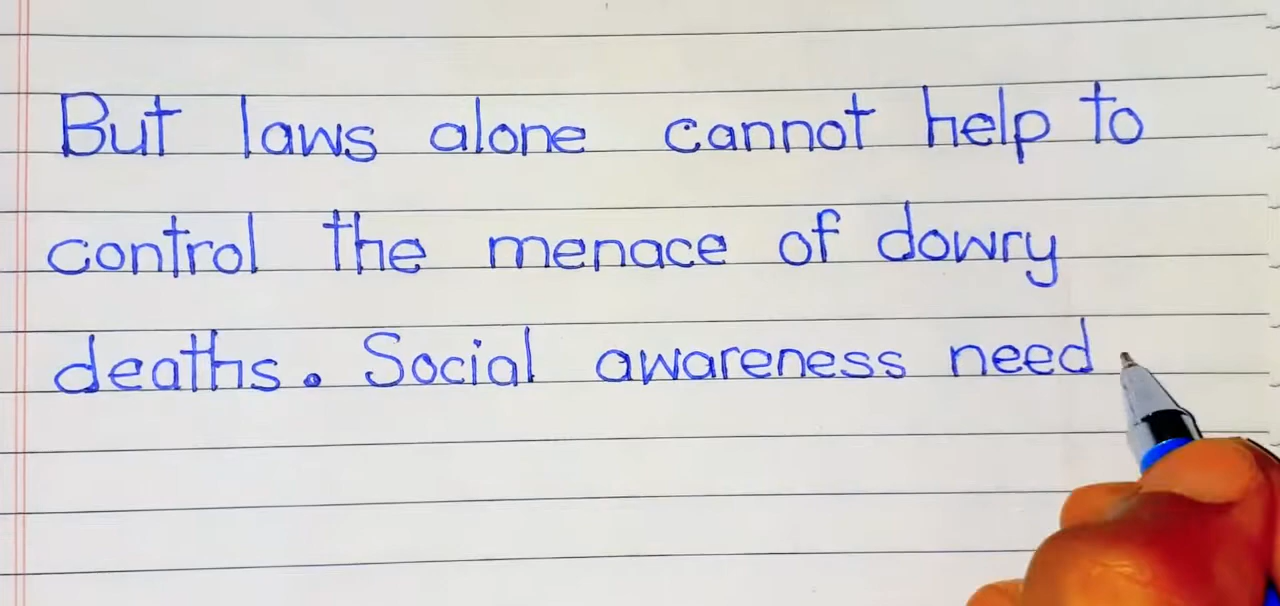 But laws alone cannot help to
control the menace of dowry
deaths. Social awareness need